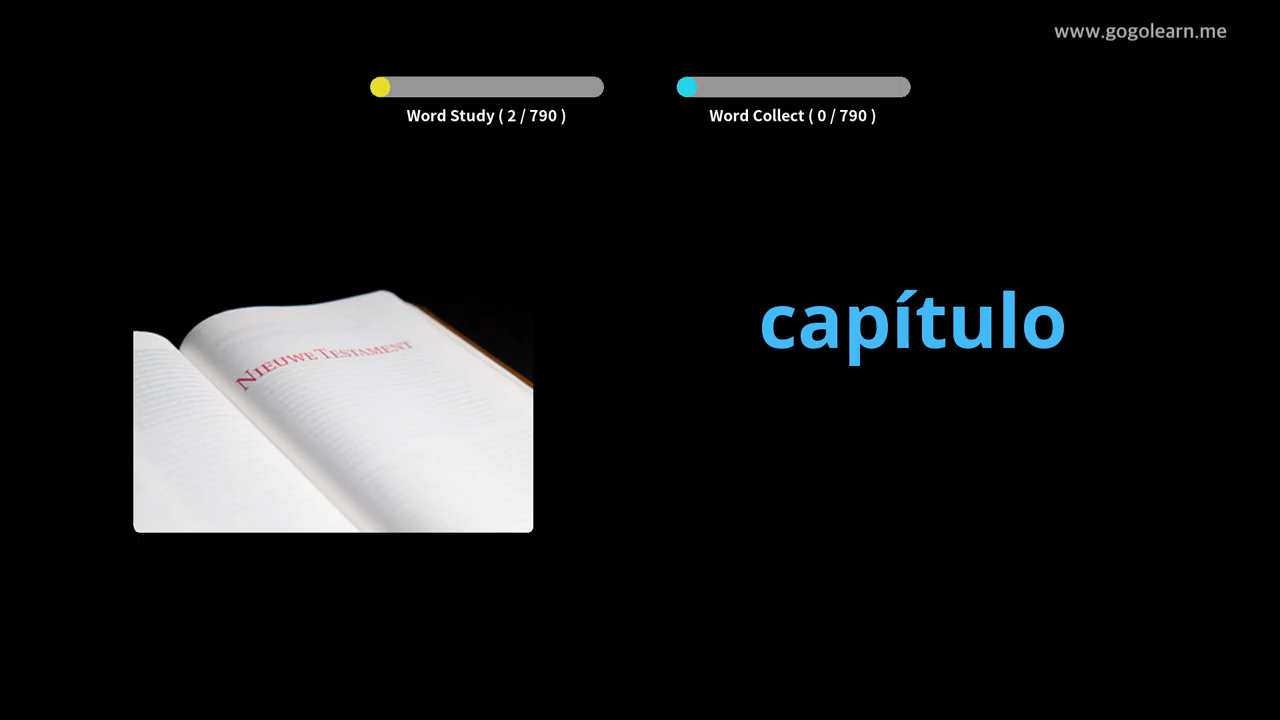 www.gogolearn.me
Word Study ( 2 / 790 )
Word Collect ( 0 / 790 )
NIEUWE TESTAMENT
capítulo